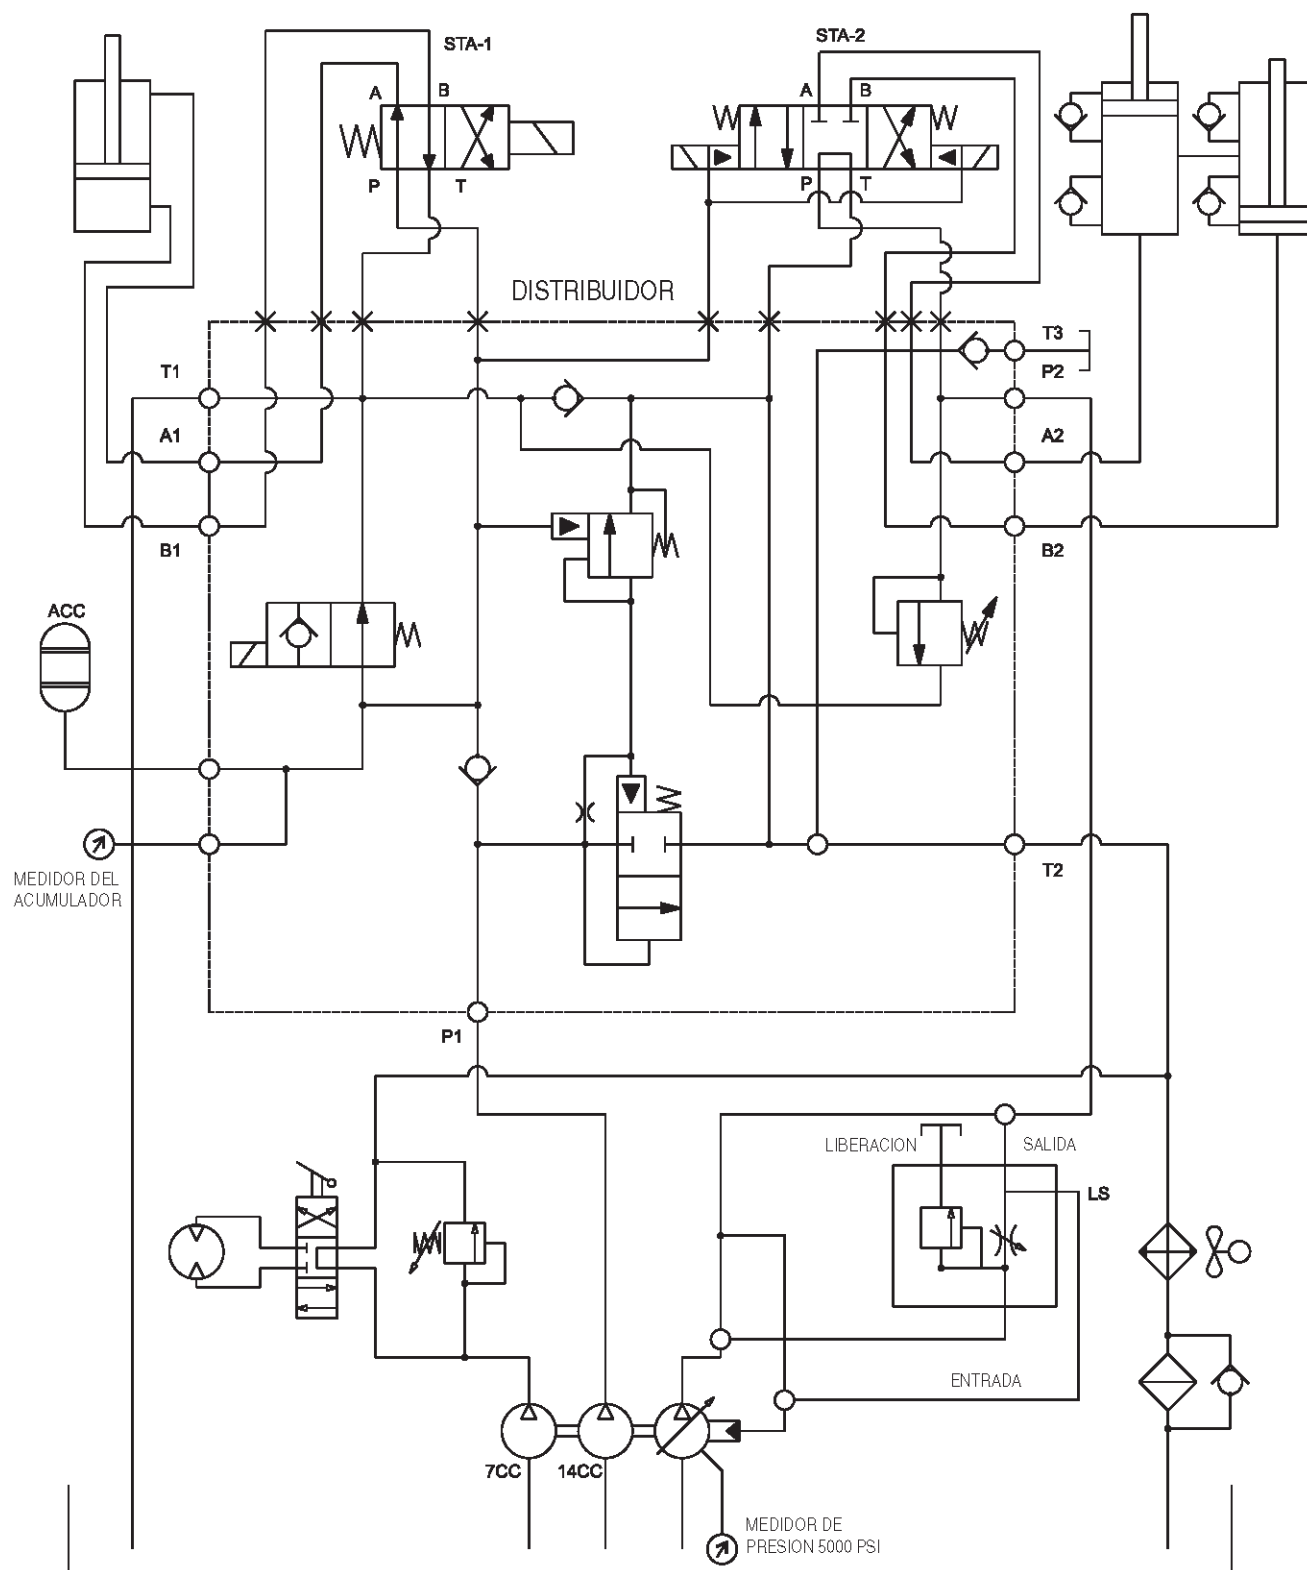 STA-1
STA-2
A
B
A
B
P
T
P
T
DISTRIBUIDOR
T1
T3
P2
A1
A2
B1
B2
ACC
MEDIDOR DEL
ACUMULADOR
T2
P1
LIBERACION
SALIDA
LS
ENTRADA
7CC
14CC
MEDIDOR DE
PRESION 5000 PSI